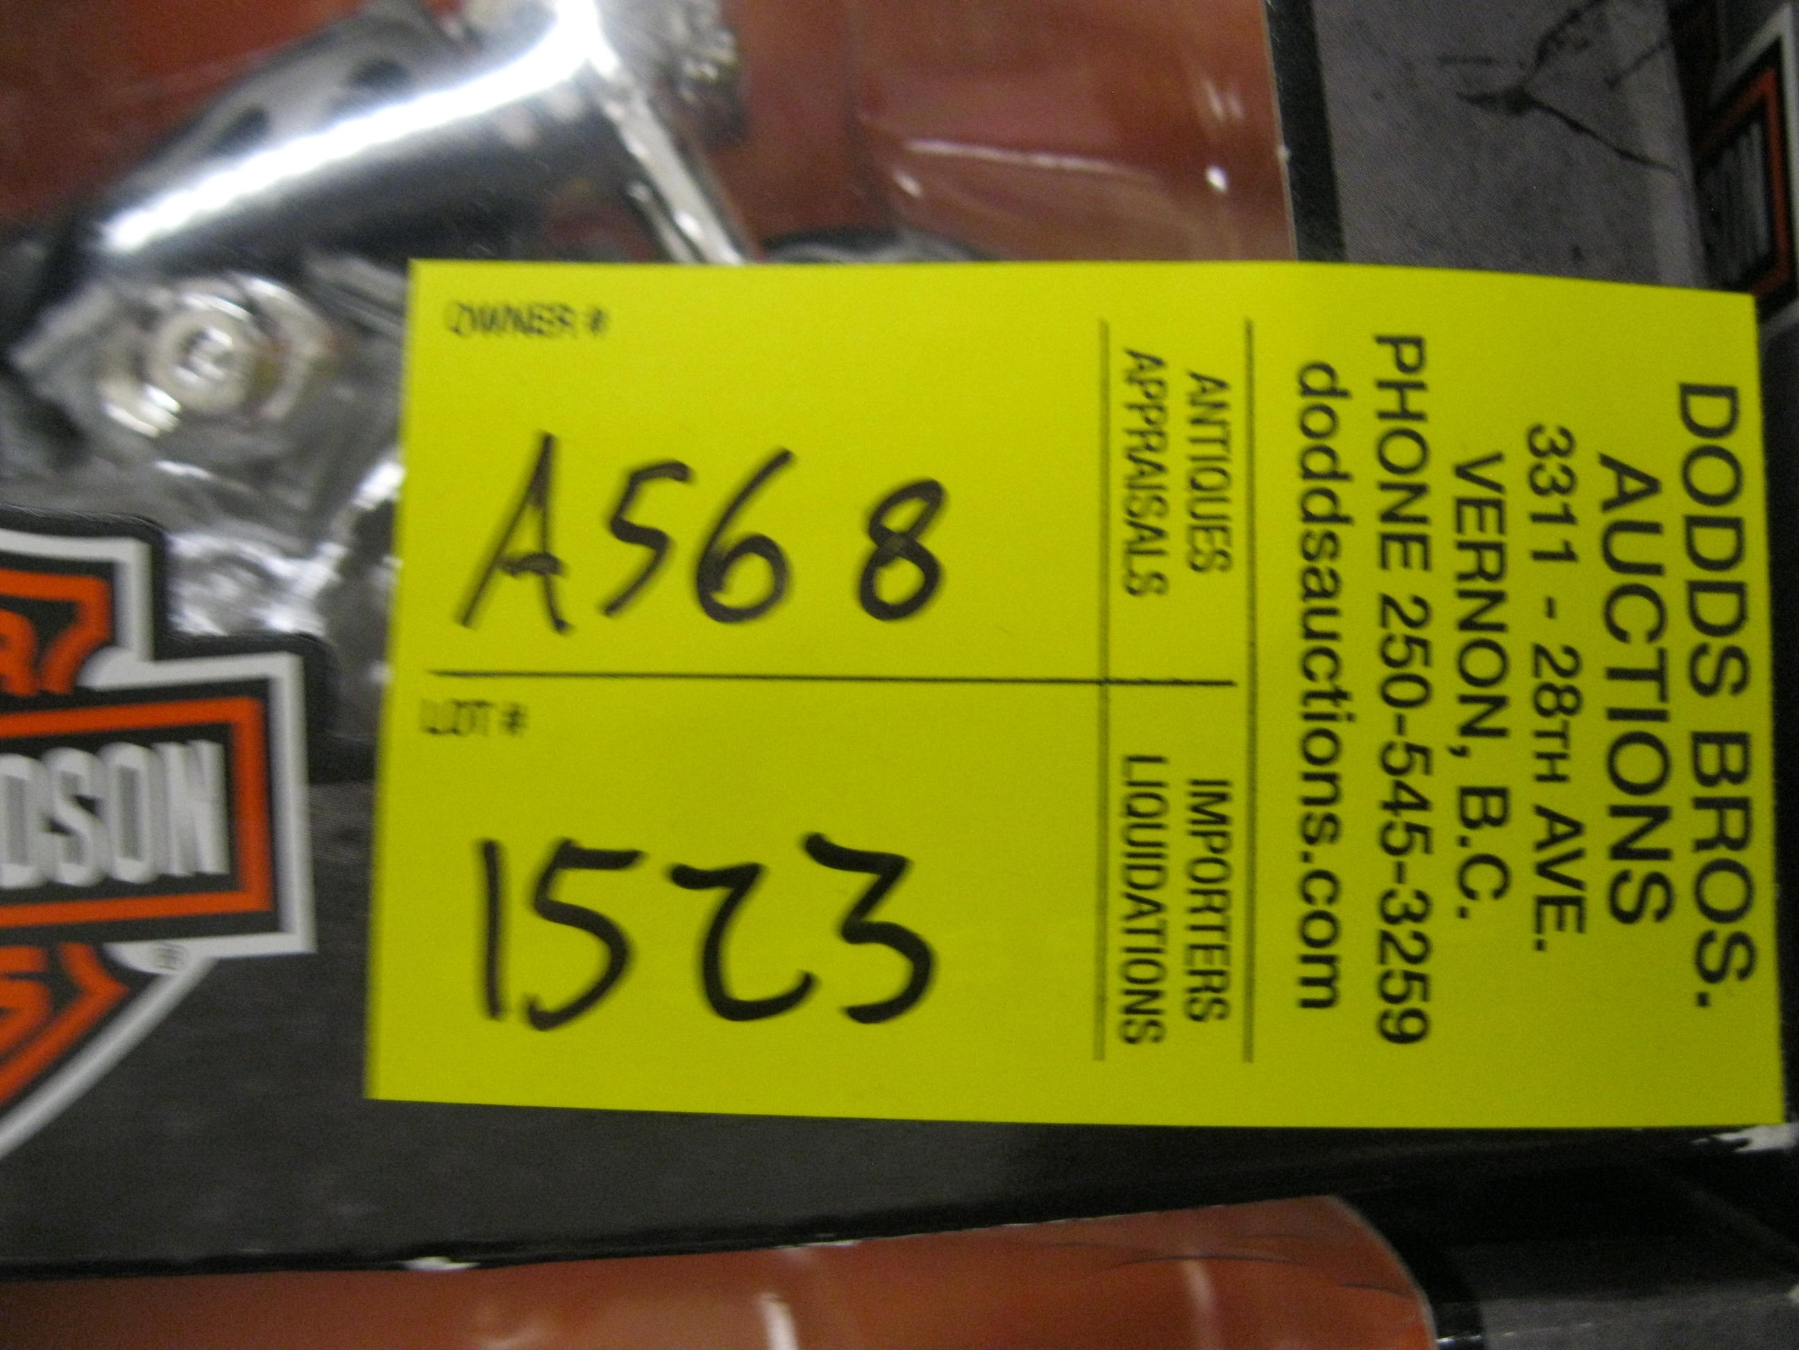 OWNER #
A568
LOT #
1523
ANTIQUES
APPRAISALS
IMPORTERS
LIQUIDATIONS
DODDS BROS.
AUCTIONS
3311 - 28TH AVE.
VERNON, B.C.
PHONE 250-545-3259
doddsauctions.com
DSON
®